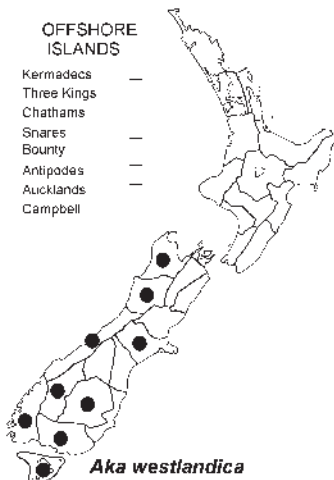 OFFSHORE
ISLANDS
Kermadecs —
Three Kings
Chathams
Snares —
Bounty
Antipodes —
Aucklands —
Campbell
Aka westlandica